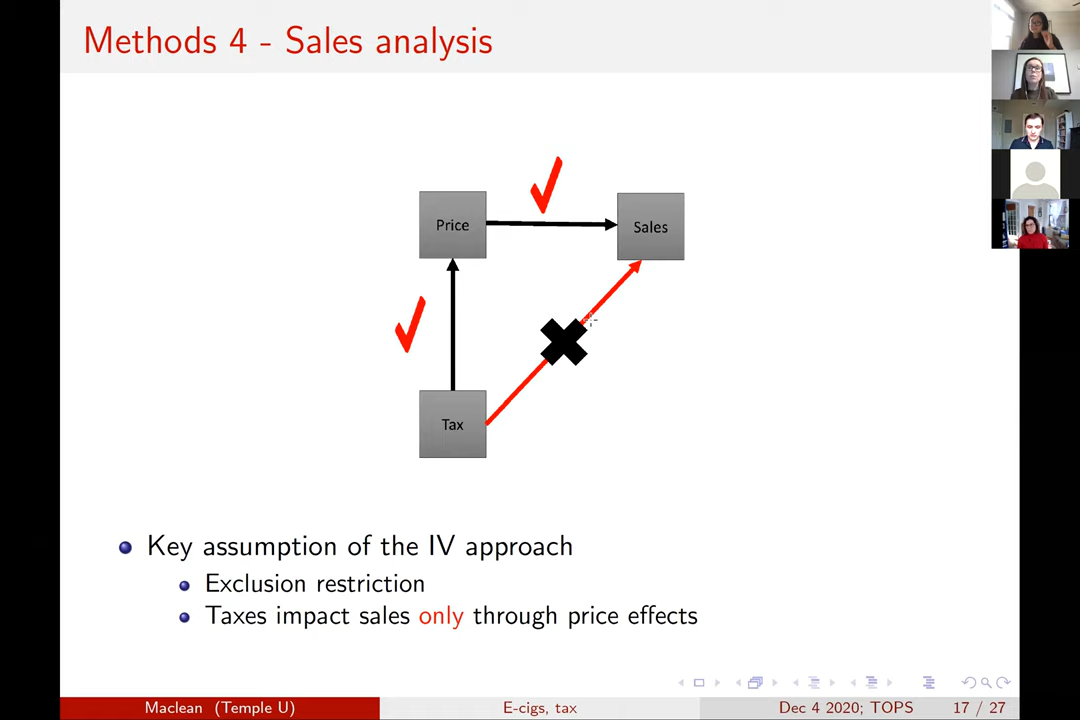 Methods 4 - Sales analysis
Price
Sales
Tax
Key assumption of the IV approach
Exclusion restriction
Taxes impact sales only through price effects
Maclean (Temple U)
E-cigs, tax
Dec 4 2020; TOPS
17 / 27